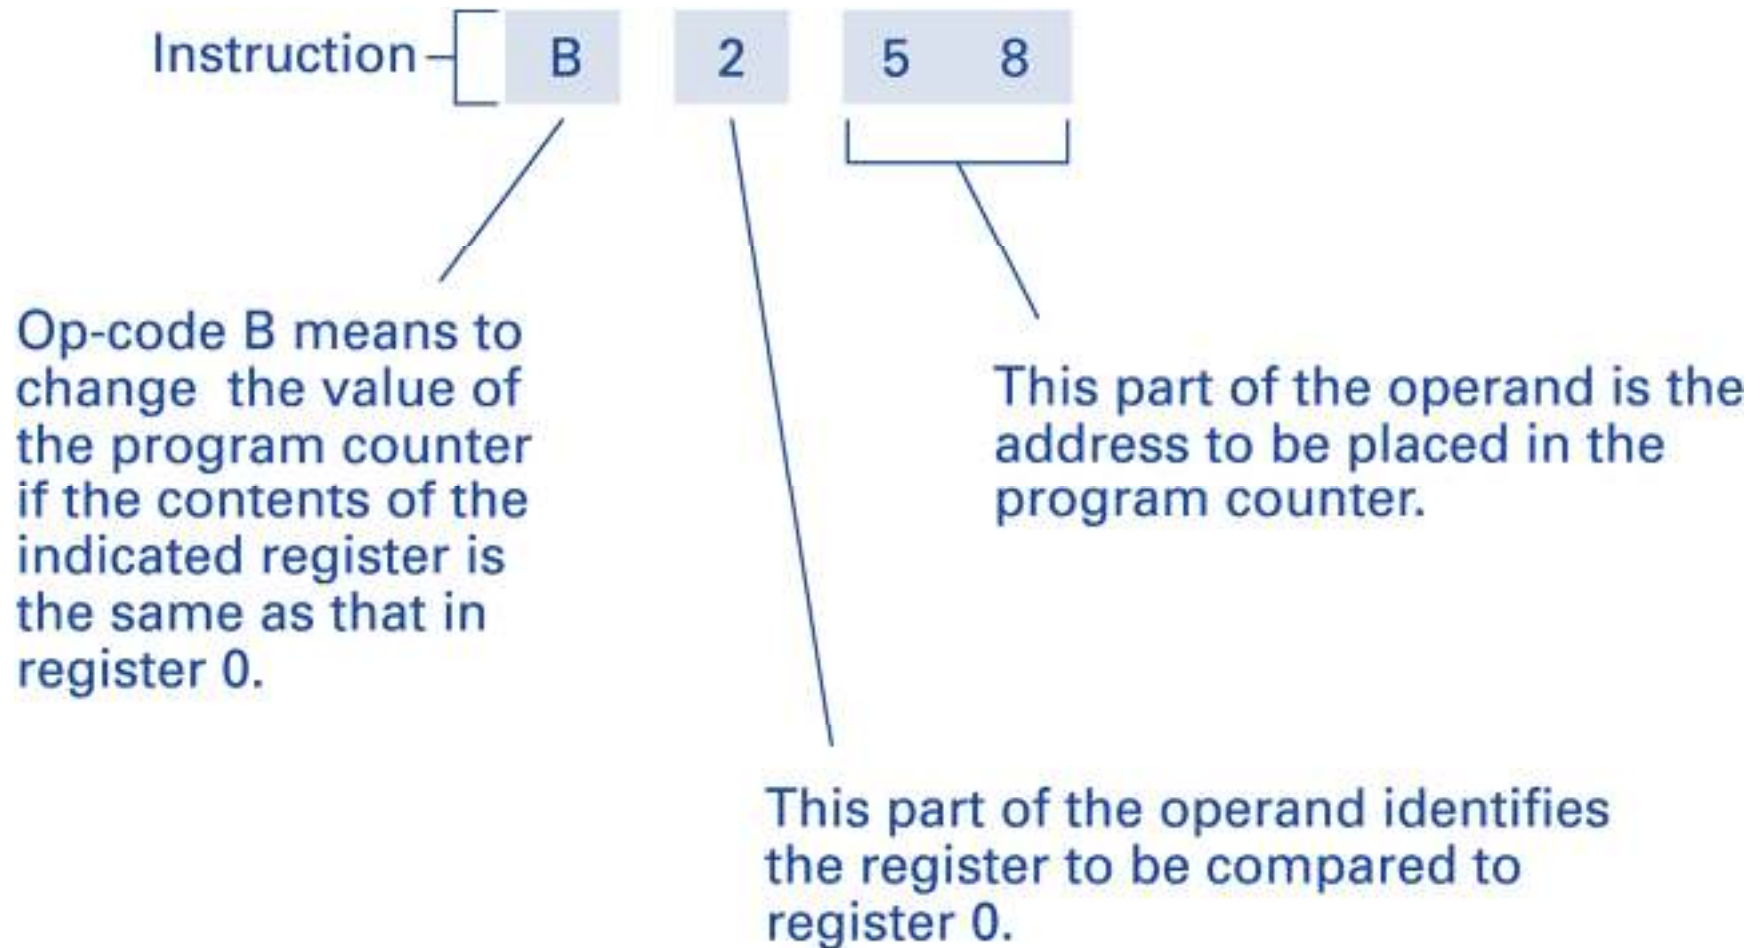 Instruction B 2 5 8
Op-code B means to
change the value of
the program counter
if the contents of the
indicated register is
the same as that in
register 0.
This part of the operand is the
address to be placed in the
program counter.
This part of the operand identifies
the register to be compared to
register 0.